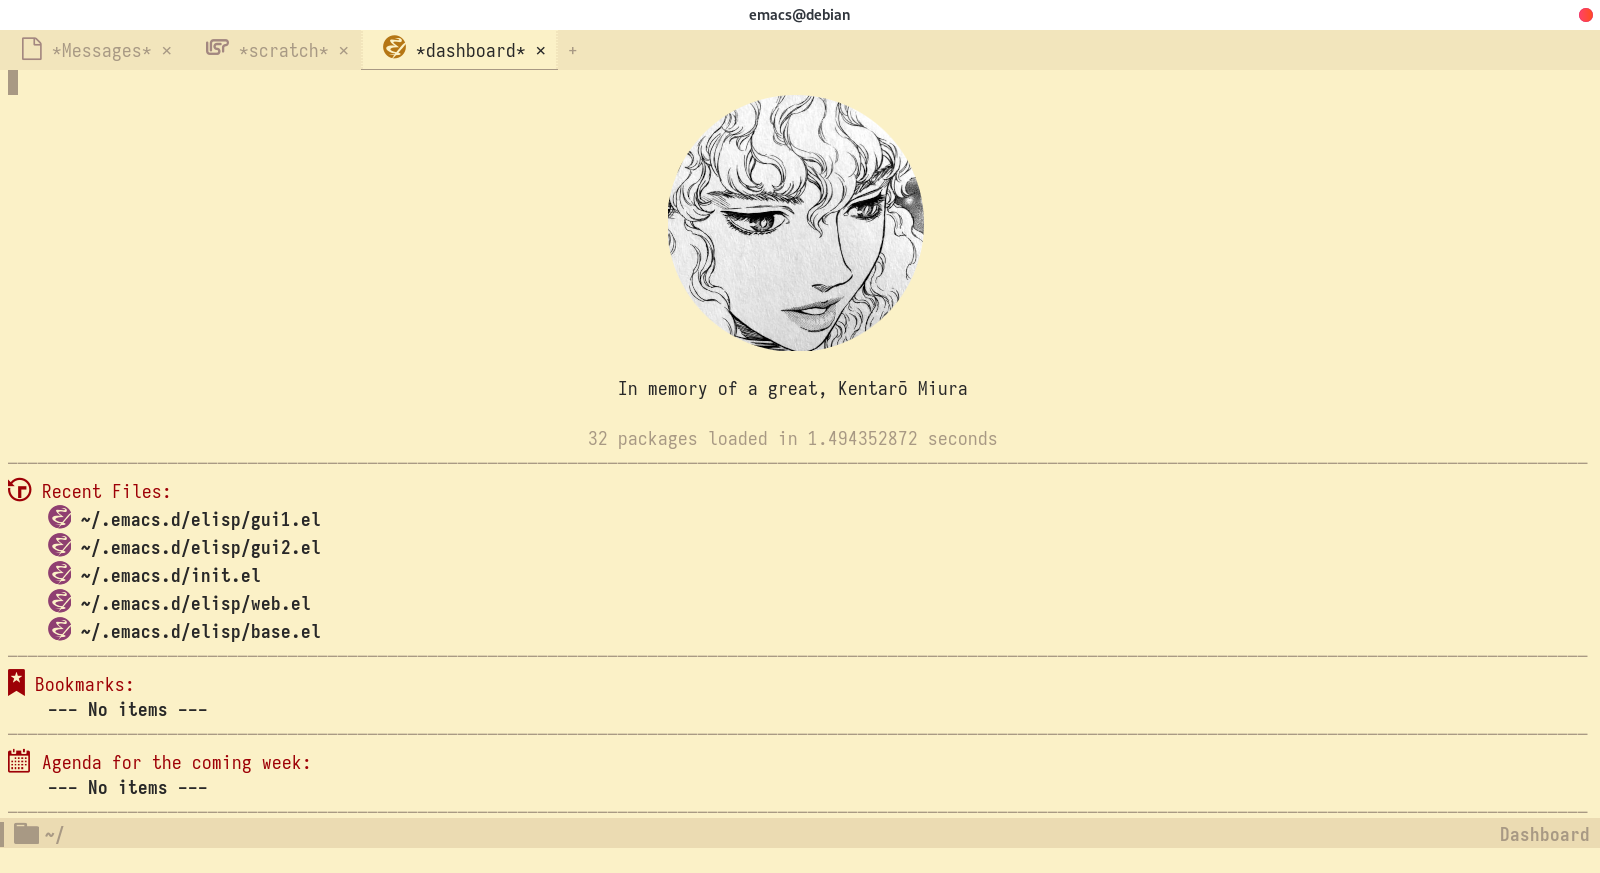 emacs@debian
*Messages* × *scratch* × *dashboard* × +
In memory of a great, Kentarō Miura
32 packages loaded in 1.494352872 seconds
Recent Files:
~/.emacs.d/elisp/gui1.el
~/.emacs.d/elisp/gui2.el
~/.emacs.d/init.el
~/.emacs.d/elisp/web.el
~/.emacs.d/elisp/base.el
Bookmarks:
--- No items ---
Agenda for the coming week:
--- No items ---
~/ Dashboard